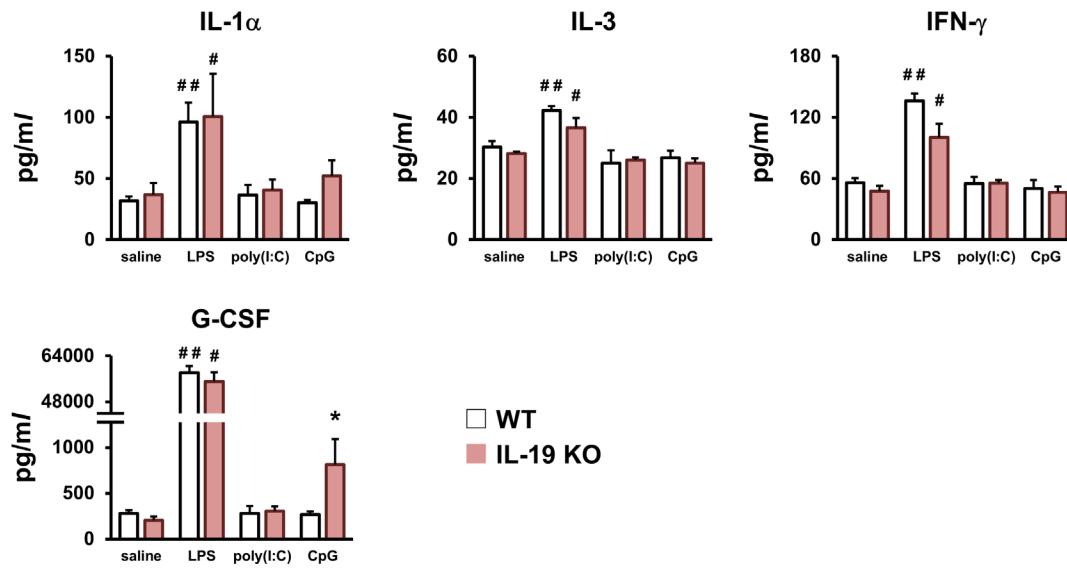 IL-1α
pg/ml
150
100
50
0
##
#
saline LPS poly(I:C) CpG
IL-3
pg/ml
60
40
20
0
##
#
saline LPS poly(I:C) CpG
IFN-γ
pg/ml
180
120
60
0
##
#
saline LPS poly(I:C) CpG
G-CSF
pg/ml
64000
48000
1000
500
0
##
#
*
saline LPS poly(I:C) CpG
WT
IL-19 KO